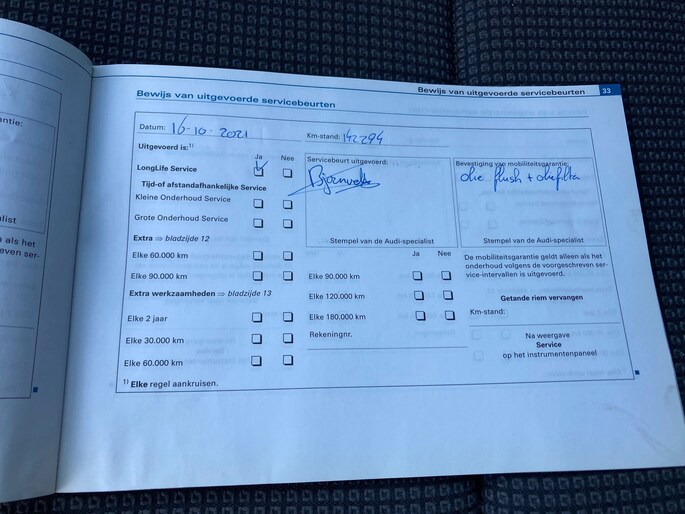 Bewijs van uitgevoerde servicebeurten 33
Bewijs van uitgevoerde servicebeurten
Datum: 16-10-2021 Km-stand: 142294
Uitgevoerd is:¹⁾ Ja Nee
LongLife Service
Tijd-of afstandafhankelijke Service
Kleine Onderhoud Service
Grote Onderhoud Service
Extra ⇒ bladzijde 12
Elke 60.000 km
Elke 90.000 km
Extra werkzaamheden ⇒ bladzijde 13
Elke 2 jaar
Elke 30.000 km
Elke 60.000 km
¹⁾ Elke regel aankruisen.
Servicebeurt uitgevoerd:
Stempel van de Audi-specialist
Ja Nee
Elke 90.000 km
Elke 120.000 km
Elke 180.000 km
Rekeningnr.
Bevestiging van mobiliteitsgarantie:
olie flush + oliefilter
Stempel van de Audi-specialist
De mobiliteitsgarantie geldt alleen als het
onderhoud volgens de voorgeschreven ser-
vice-intervallen is uitgevoerd.
Getande riem vervangen
Km-stand:
Na weergave
Service
op het instrumentenpaneel
ntie:
alist
als het
even ser-